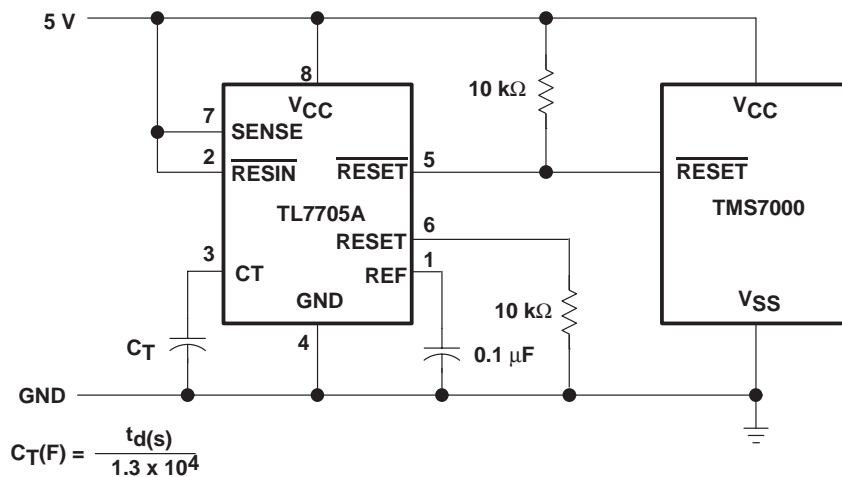 5 V
8
VCC
7
SENSE
2
RESIN
RESET
5
TL7705A
RESET
6
3
CT
REF
1
GND
4
CT
10 kΩ
10 kΩ
0.1 μF
VCC
RESET
TMS7000
VSS
GND
CT(F) = td(s)
1.3 x 10^4